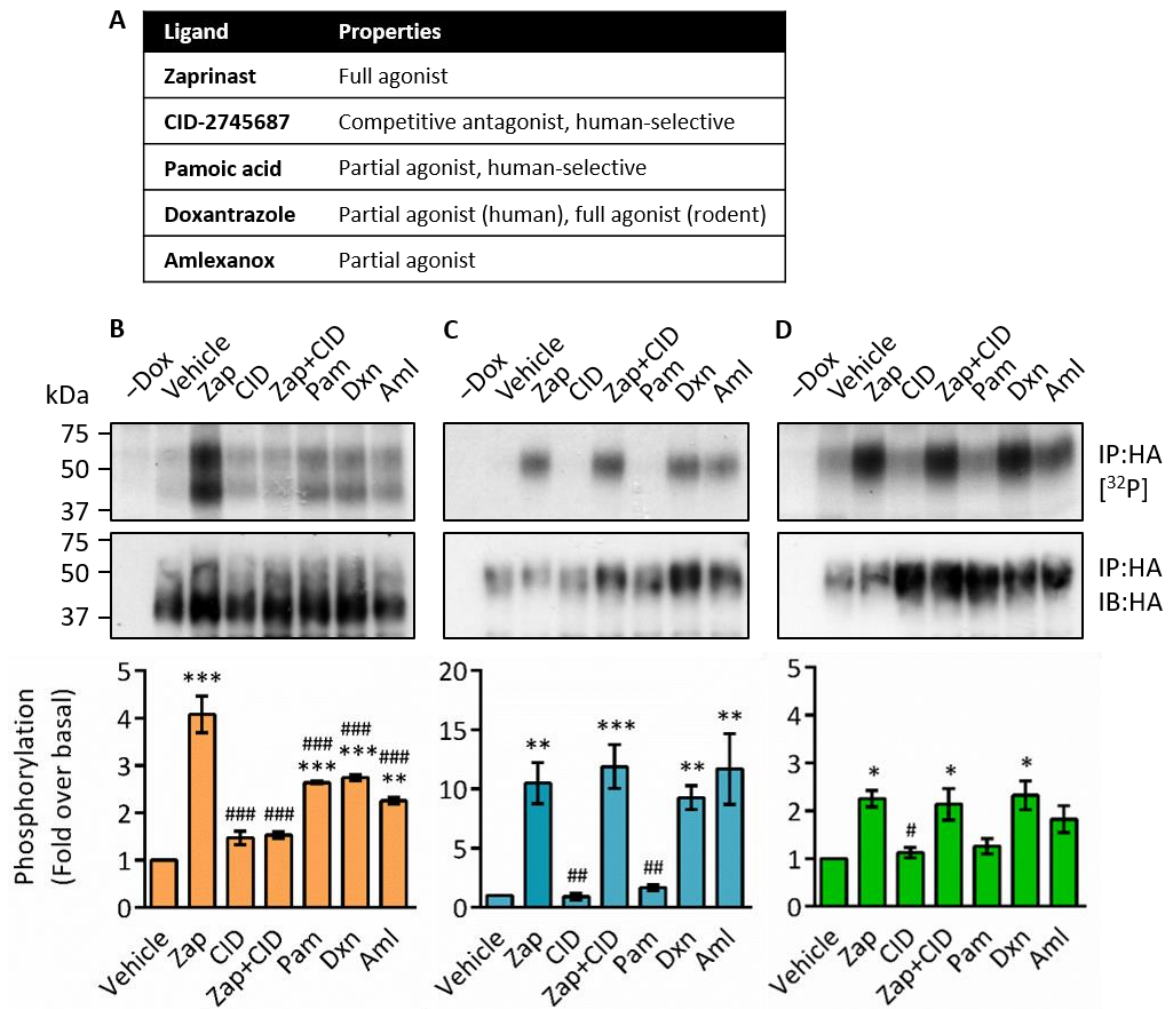 A
Ligand Properties
Zaprinast Full agonist
CID-2745687 Competitive antagonist, human-selective
Pamoic acid Partial agonist, human-selective
Doxantrazole Partial agonist (human), full agonist (rodent)
Amlexanox Partial agonist
B C D
–Dox Vehicle Zap CID Zap+CID Pam Dxn Aml –Dox Vehicle Zap CID Zap+CID Pam Dxn Aml –Dox Vehicle Zap CID Zap+CID Pam Dxn Aml
kDa
75
50
37
IP:HA
[32P]
75
50
37
IP:HA
IB:HA
Phosphorylation
(Fold over basal)
5
4
3
2
1
0
*** ### ### ### *** ### *** ### **
Vehicle Zap CID Zap+CID Pam Dxn Aml
20
15
10
5
0
** ## *** ## ** **
Vehicle Zap CID Zap+CID Pam Dxn Aml
5
4
3
2
1
0
* # * *
Vehicle Zap CID Zap+CID Pam Dxn Aml